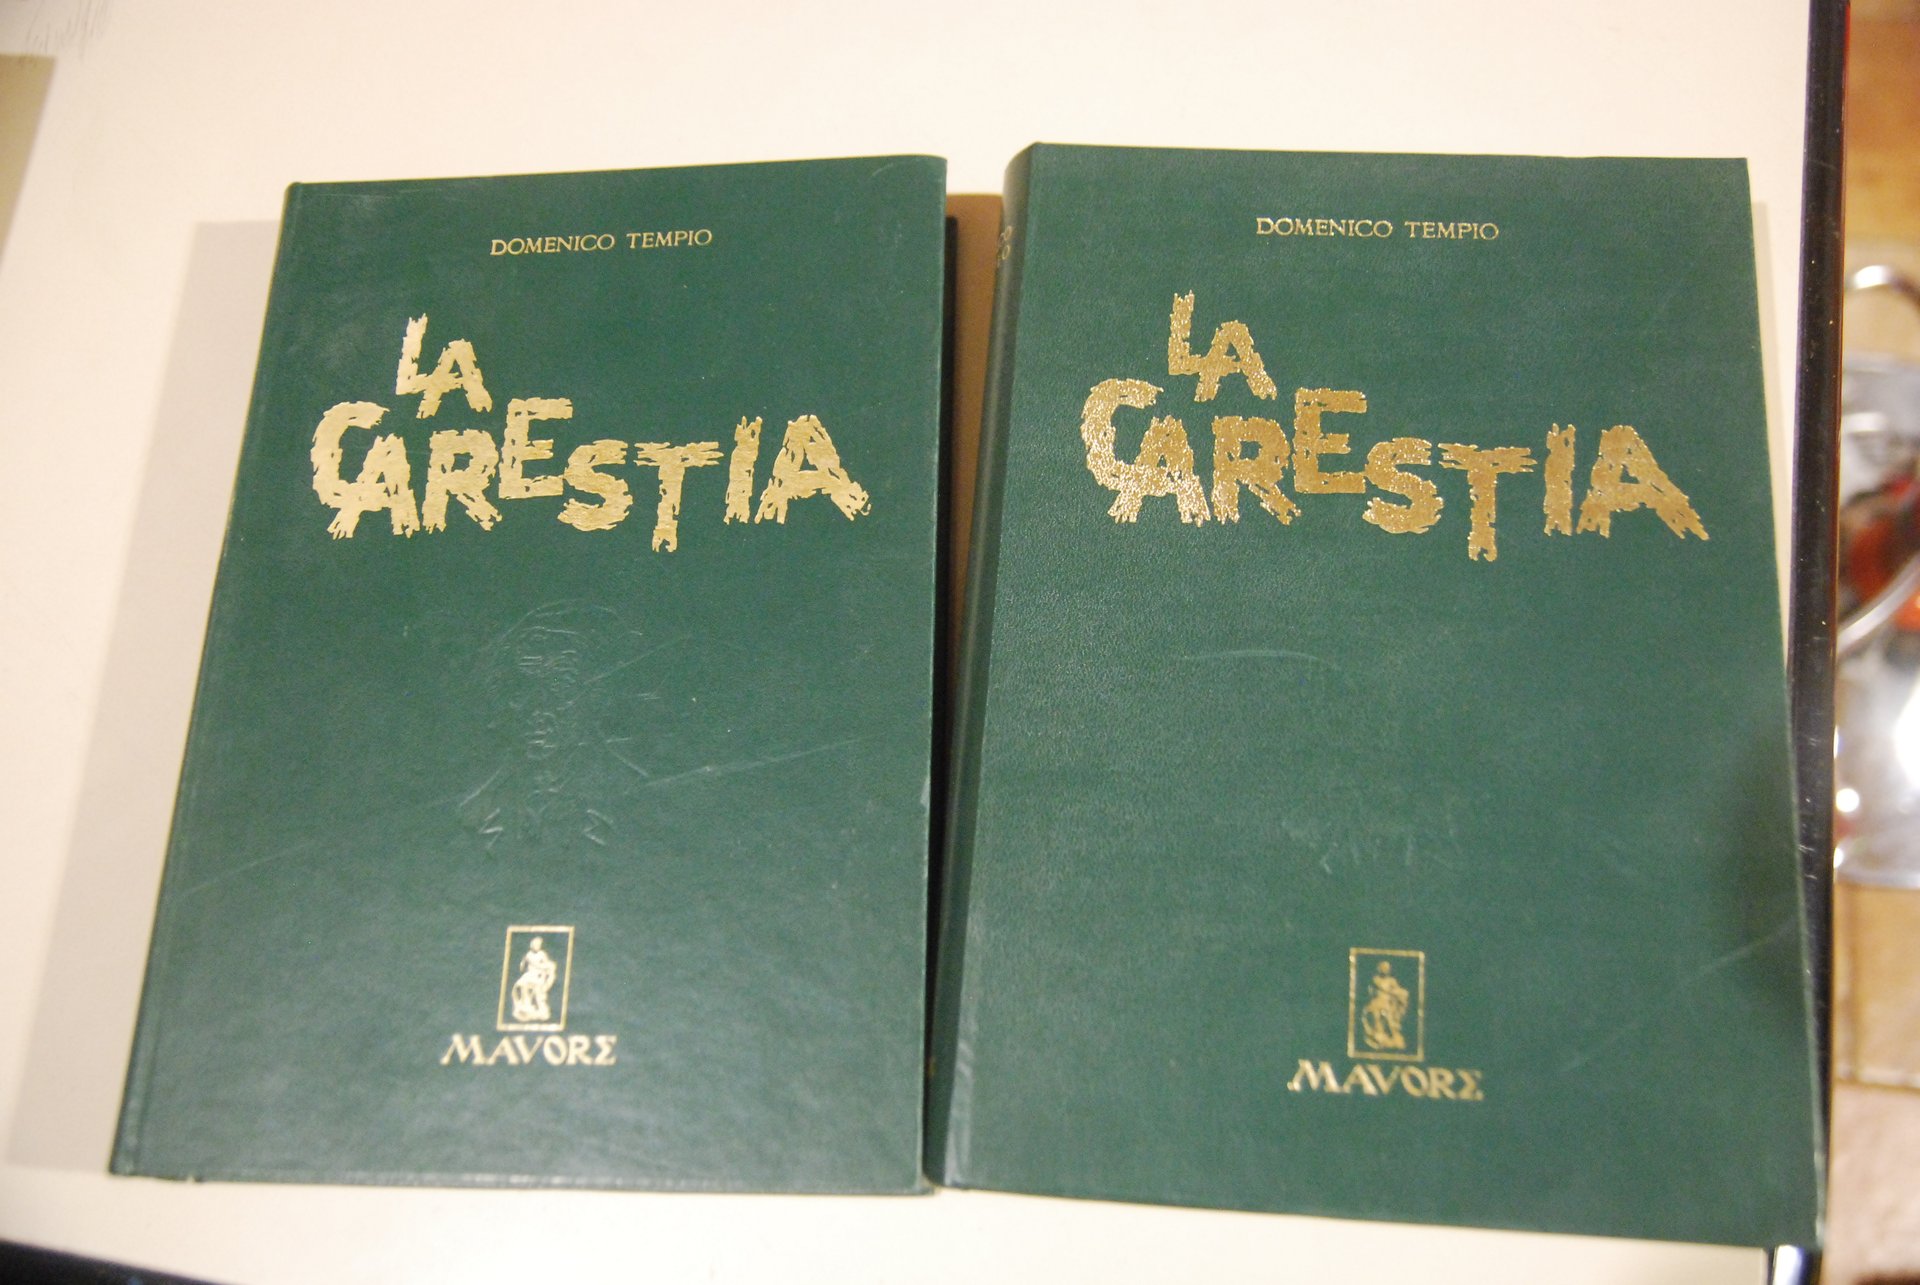 DOMENICO TEMPIO
LA
CARESTIA
MAVORE
DOMENICO TEMPIO
LA
CARESTIA
MAVORE